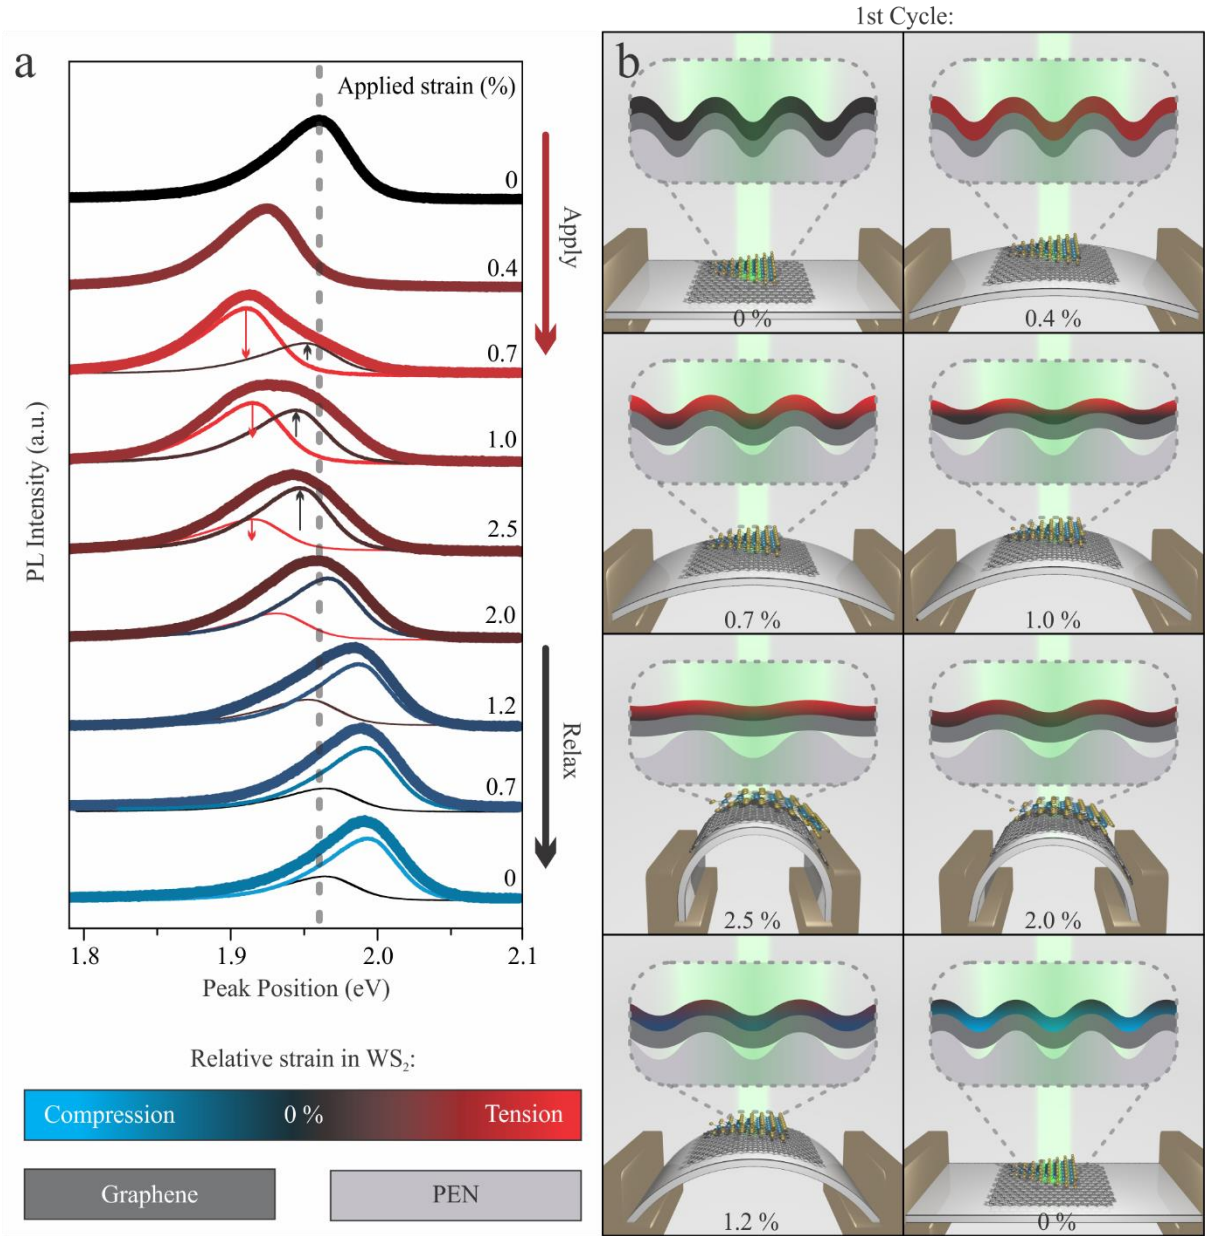 1st Cycle:
a
Applied strain (%)
0
0.4
0.7
1.0
2.5
2.0
1.2
0.7
0
Apply
Relax
PL Intensity (a.u.)
1.8
1.9
2.0
2.1
Peak Position (eV)
Relative strain in WS₂:
Compression
0 %
Tension
Graphene
PEN
b
0 %
0.4 %
0.7 %
1.0 %
2.5 %
2.0 %
1.2 %
0 %